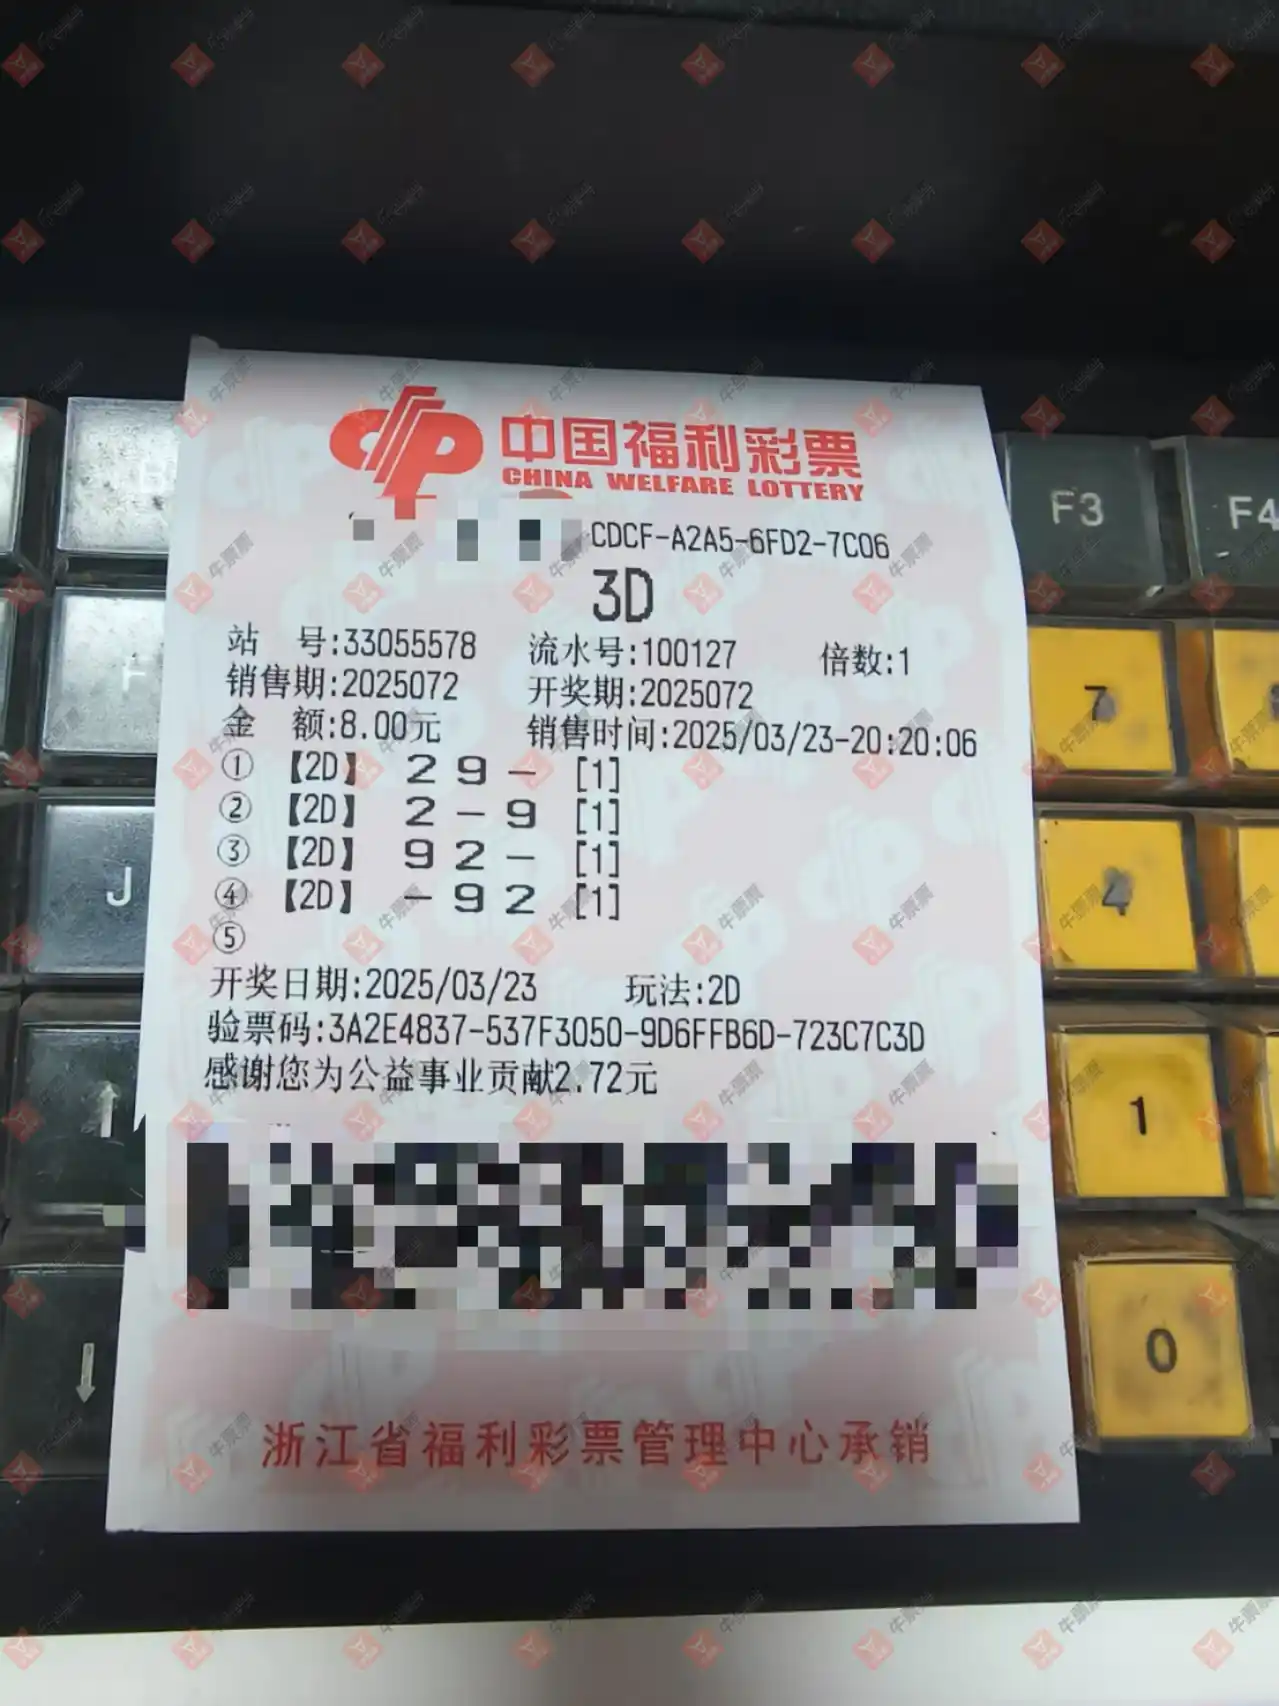 中国福利彩票
CHINA WELFARE LOTTERY
CDCF-A2A5-6FD2-7C06
3D
站 号:33055578 流水号:100127 倍数:1
销售期:2025072 开奖期:2025072
金 额:8.00元 销售时间:2025/03/23-20:20:06
① 【2D】 2 9 - [1]
② 【2D】 2 - 9 [1]
③ 【2D】 9 2 - [1]
④ 【2D】 - 9 2 [1]
⑤
开奖日期:2025/03/23 玩法:2D
验票码:3A2E4837-537F3050-9D6FFB6D-723C7C3D
感谢您为公益事业贡献2.72元
浙江省福利彩票管理中心承销
F3
F4
7
J
4
↑
1
↓
0
牛票票